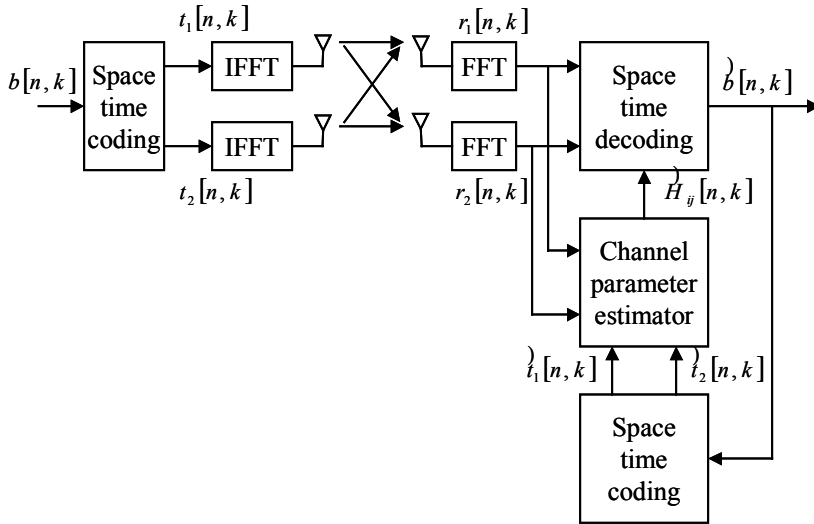 t₁[n, k]
r₁[n, k]
b[n, k]
Space
time
coding
IFFT
FFT
Space
time
decoding
b̂[n, k]
IFFT
FFT
t₂[n, k]
r₂[n, k]
Ĥᵢⱼ[n, k]
Channel
parameter
estimator
t̂₁[n, k]
t̂₂[n, k]
Space
time
coding